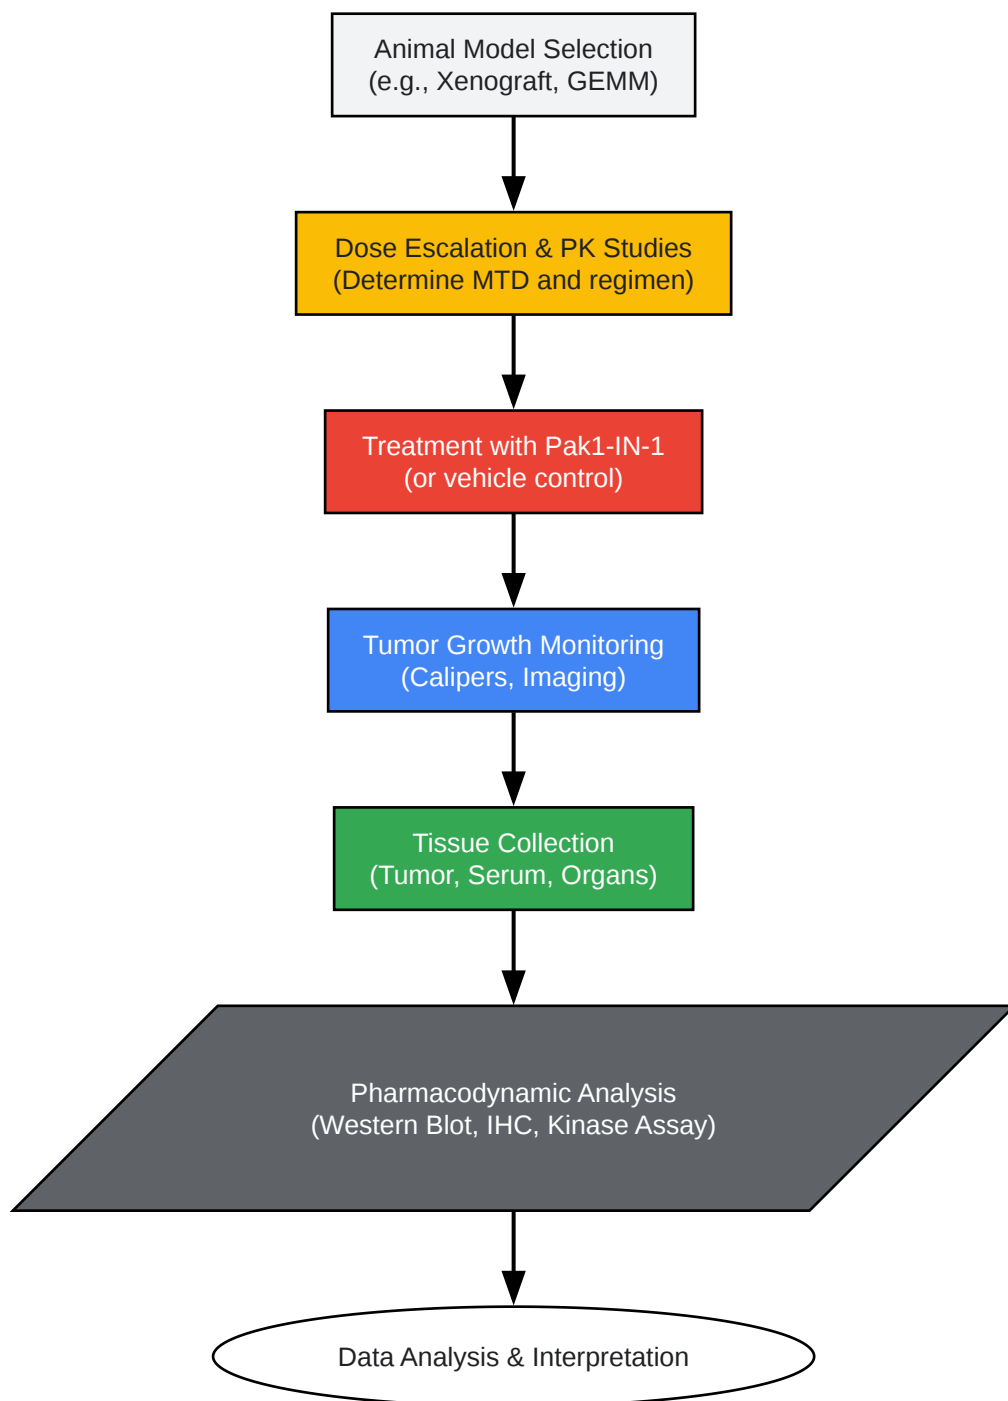 Animal Model Selection
(e.g., Xenograft, GEMM)
Dose Escalation & PK Studies
(Determine MTD and regimen)
Treatment with Pak1-IN-1
(or vehicle control)
Tumor Growth Monitoring
(Calipers, Imaging)
Tissue Collection
(Tumor, Serum, Organs)
Pharmacodynamic Analysis
(Western Blot, IHC, Kinase Assay)
Data Analysis & Interpretation